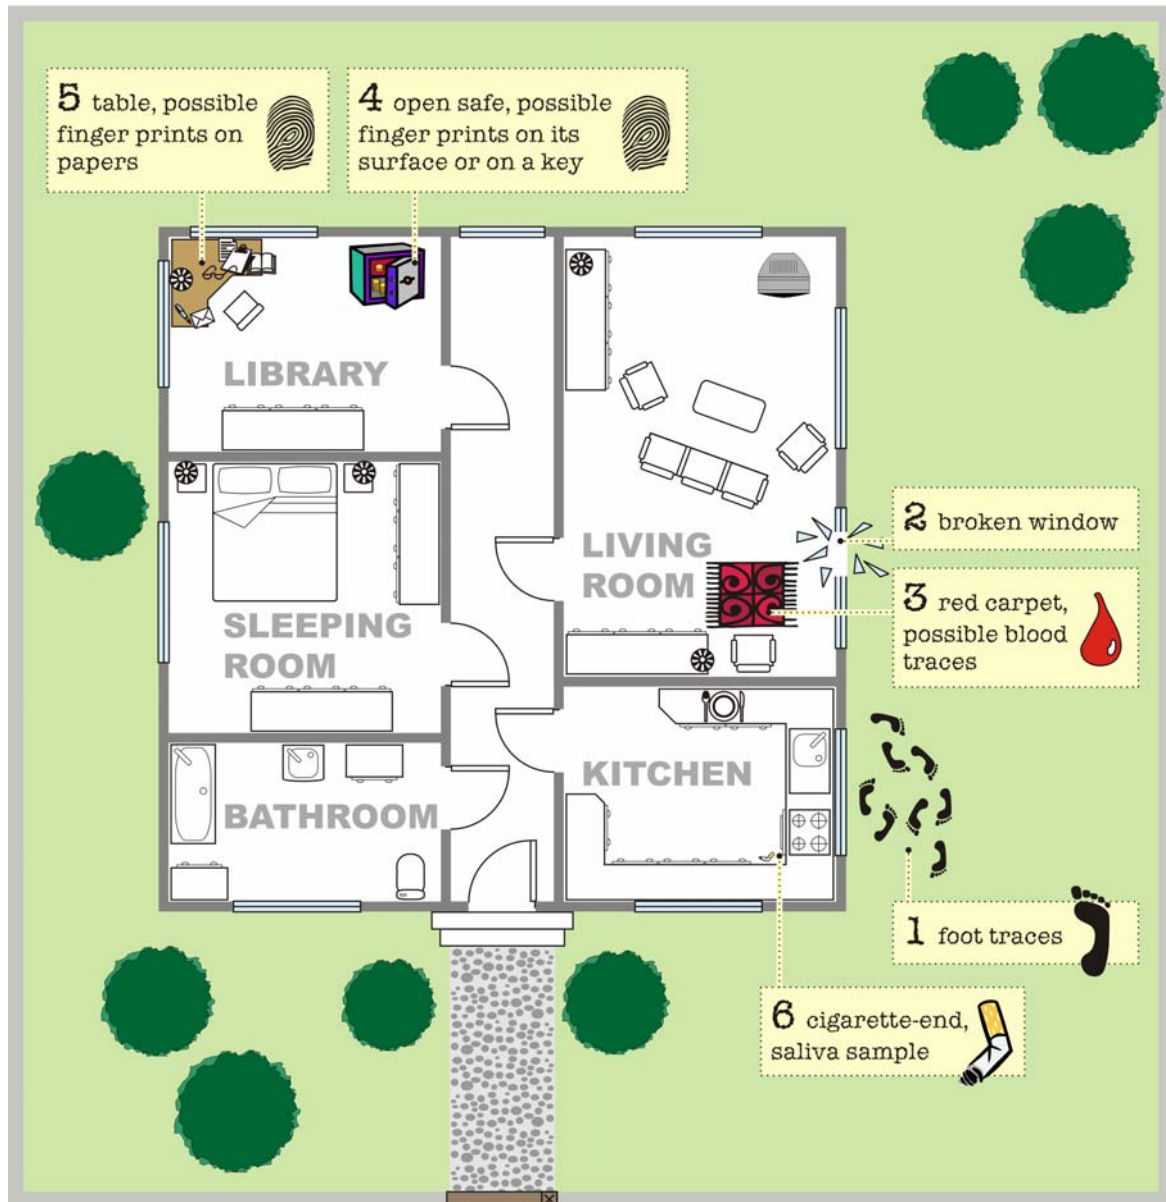 5 table, possible
finger prints on
papers
4 open safe, possible
finger prints on its
surface or on a key
LIBRARY
2 broken window
LIVING
ROOM
3 red carpet,
possible blood
traces
SLEEPING
ROOM
KITCHEN
BATHROOM
1 foot traces
6 cigarette-end,
saliva sample